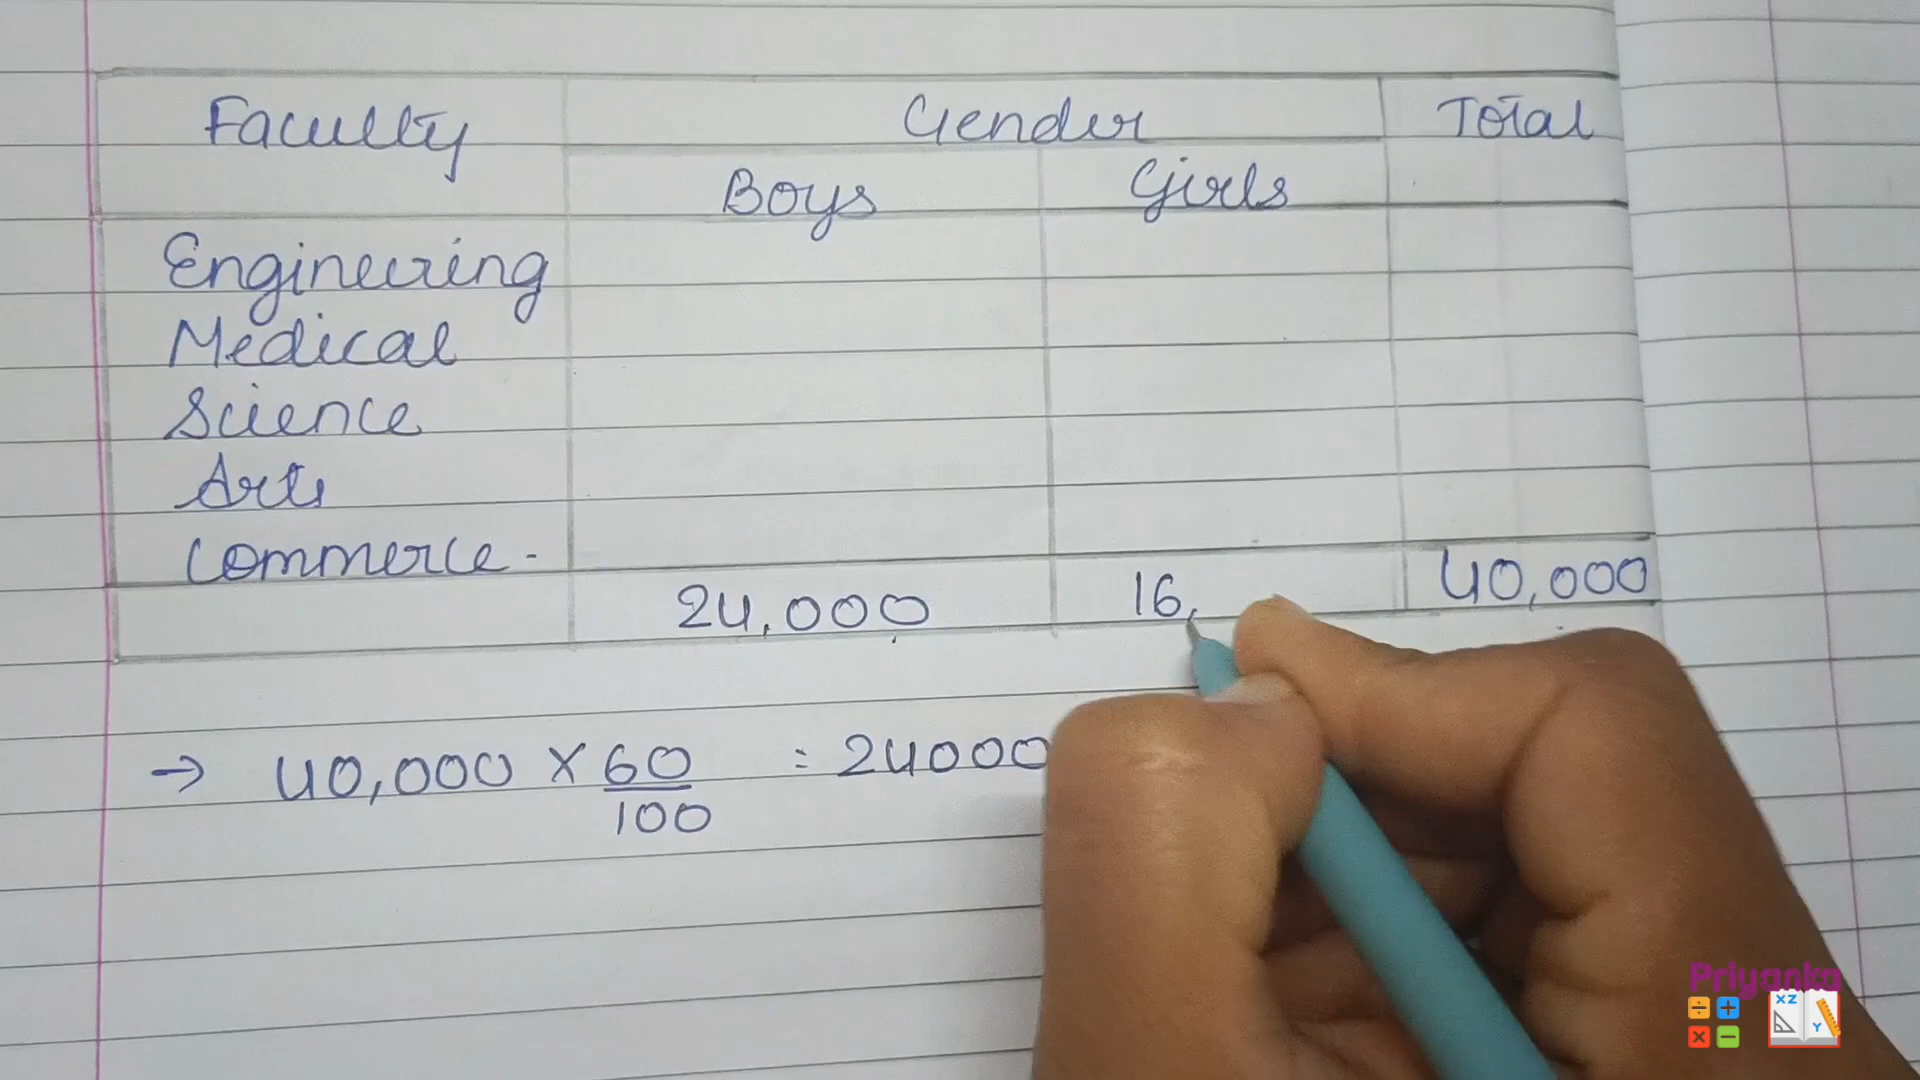 Faculty Gender Total
Boys Girls
Engineering
Medical
Science
Arts
Commerce -
24,000 16, 40,000
→ 40,000 × 60 = 24000
100
Priyanka
XZ
Y